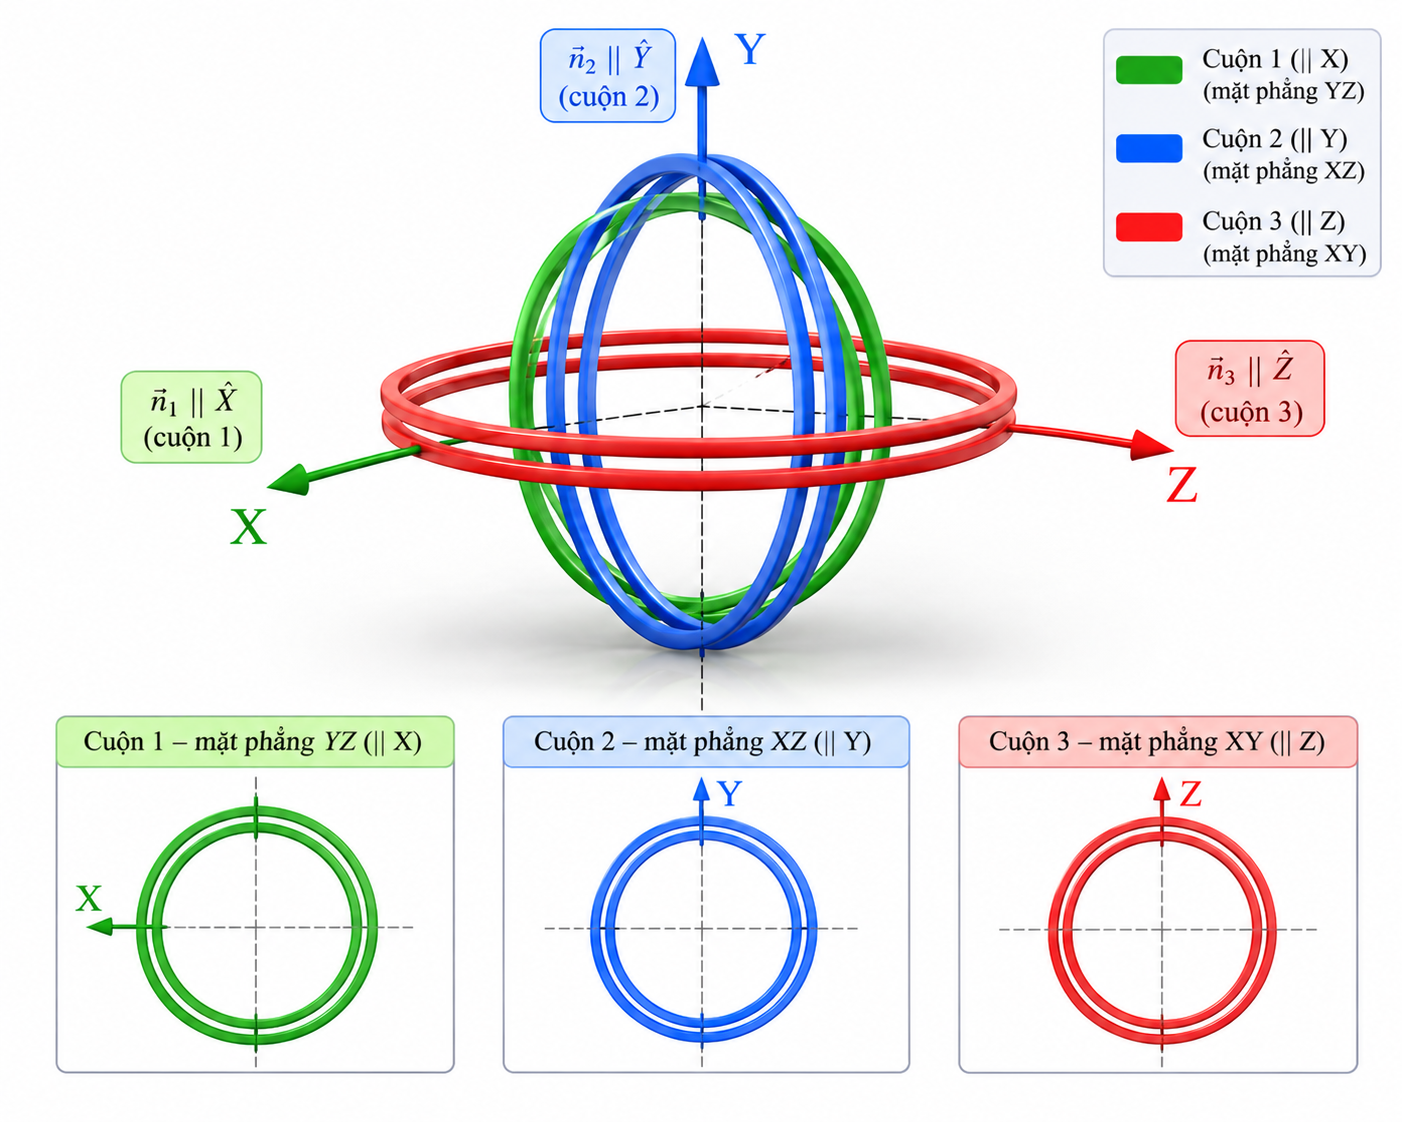 n⃗₂ || Ŷ
(cuộn 2)
Y
Cuộn 1 (|| X)
(mặt phẳng YZ)
Cuộn 2 (|| Y)
(mặt phẳng XZ)
Cuộn 3 (|| Z)
(mặt phẳng XY)
n⃗₁ || X̂
(cuộn 1)
X
n⃗₃ || Ẑ
(cuộn 3)
Z
Cuộn 1 – mặt phẳng YZ (|| X)
X
Cuộn 2 – mặt phẳng XZ (|| Y)
Y
Cuộn 3 – mặt phẳng XY (|| Z)
Z